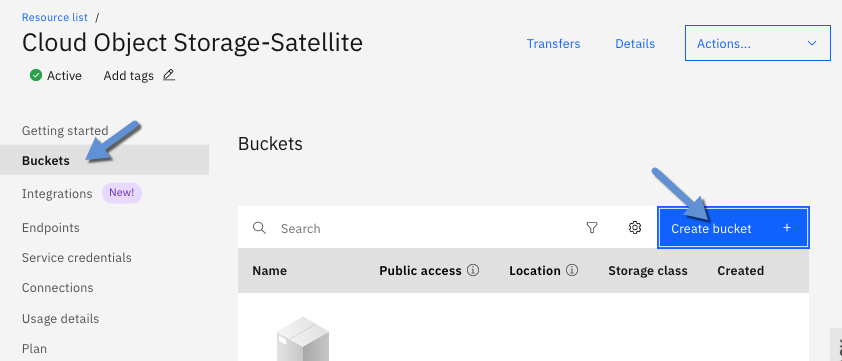 Resource list /
Cloud Object Storage-Satellite
Transfers
Details
Actions...
Active
Add tags
Getting started
Buckets
Integrations New!
Endpoints
Service credentials
Connections
Usage details
Plan
Buckets
Search
Create bucket +
Name Public access Location Storage class Created